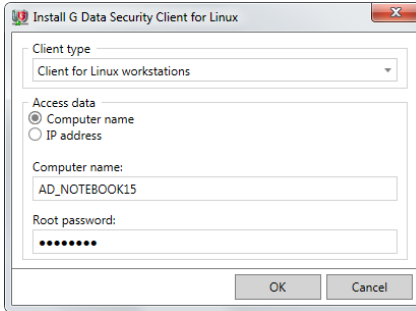 Install G Data Security Client for Linux
Client type
Client for Linux workstations
Access data
Computer name
IP address
Computer name:
AD_NOTEBOOK15
Root password:
●●●●●●●●
OK Cancel